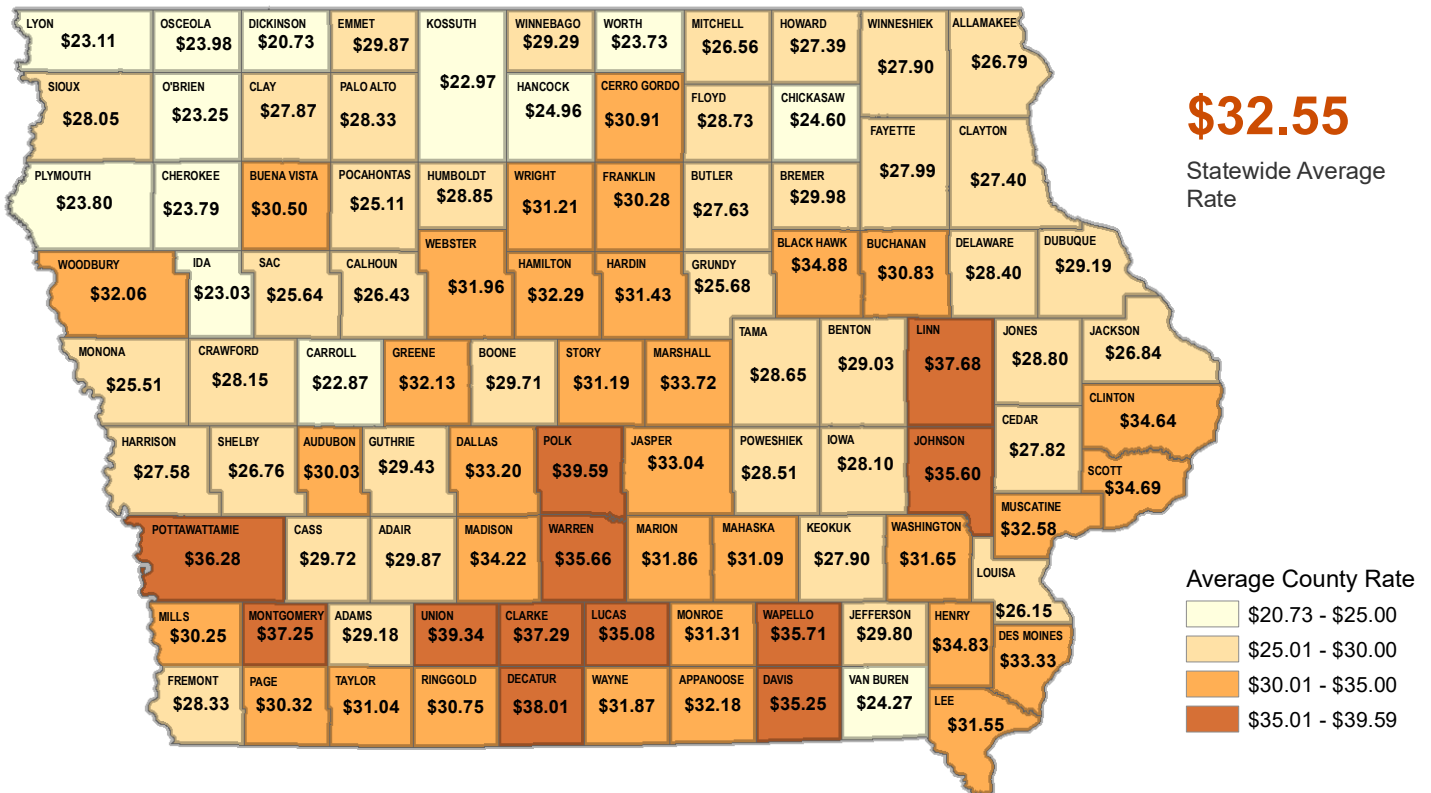 LYON
$23.11
OSCEOLA
$23.98
DICKINSON
$20.73
EMMET
$29.87
KOSSUTH
$22.97
WINNEBAGO
$29.29
WORTH
$23.73
MITCHELL
$26.56
HOWARD
$27.39
WINNESHIEK
$27.90
ALLAMAKEE
$26.79
SIOUX
$28.05
O'BRIEN
$23.25
CLAY
$27.87
PALO ALTO
$28.33
HANCOCK
$24.96
CERRO GORDO
$30.91
FLOYD
$28.73
CHICKASAW
$24.60
FAYETTE
$27.99
CLAYTON
$27.40
PLYMOUTH
$23.80
CHEROKEE
$23.79
BUENA VISTA
$30.50
POCAHONTAS
$25.11
HUMBOLDT
$28.85
WRIGHT
$31.21
FRANKLIN
$30.28
BUTLER
$27.63
BREMER
$29.98
WOODBURY
$32.06
IDA
$23.03
SAC
$25.64
CALHOUN
$26.43
WEBSTER
$31.96
HAMILTON
$32.29
HARDIN
$31.43
GRUNDY
$25.68
BLACK HAWK
$34.88
BUCHANAN
$30.83
DELAWARE
$28.40
DUBUQUE
$29.19
MONONA
$25.51
CRAWFORD
$28.15
CARROLL
$22.87
GREENE
$32.13
BOONE
$29.71
STORY
$31.19
MARSHALL
$33.72
TAMA
$28.65
BENTON
$29.03
LINN
$37.68
JONES
$28.80
JACKSON
$26.84
CLINTON
$34.64
CEDAR
$27.82
HARRISON
$27.58
SHELBY
$26.76
AUDUBON
$30.03
GUTHRIE
$29.43
DALLAS
$33.20
POLK
$39.59
JASPER
$33.04
POWESHIEK
$28.51
IOWA
$28.10
JOHNSON
$35.60
SCOTT
$34.69
MUSCATINE
$32.58
POTTAWATTAMIE
$36.28
CASS
$29.72
ADAIR
$29.87
MADISON
$34.22
WARREN
$35.66
MARION
$31.86
MAHASKA
$31.09
KEOKUK
$27.90
WASHINGTON
$31.65
LOUISA
$26.15
MILLS
$30.25
MONTGOMERY
$37.25
ADAMS
$29.18
UNION
$39.34
CLARKE
$37.29
LUCAS
$35.08
MONROE
$31.31
WAPELLO
$35.71
JEFFERSON
$29.80
HENRY
$34.83
DES MOINES
$33.33
FREMONT
$28.33
PAGE
$30.32
TAYLOR
$31.04
RINGGOLD
$30.75
DECATUR
$38.01
WAYNE
$31.87
APPANOOSE
$32.18
DAVIS
$35.25
VAN BUREN
$24.27
LEE
$31.55
$32.55
Statewide Average
Rate
Average County Rate
$20.73 - $25.00
$25.01 - $30.00
$30.01 - $35.00
$35.01 - $39.59